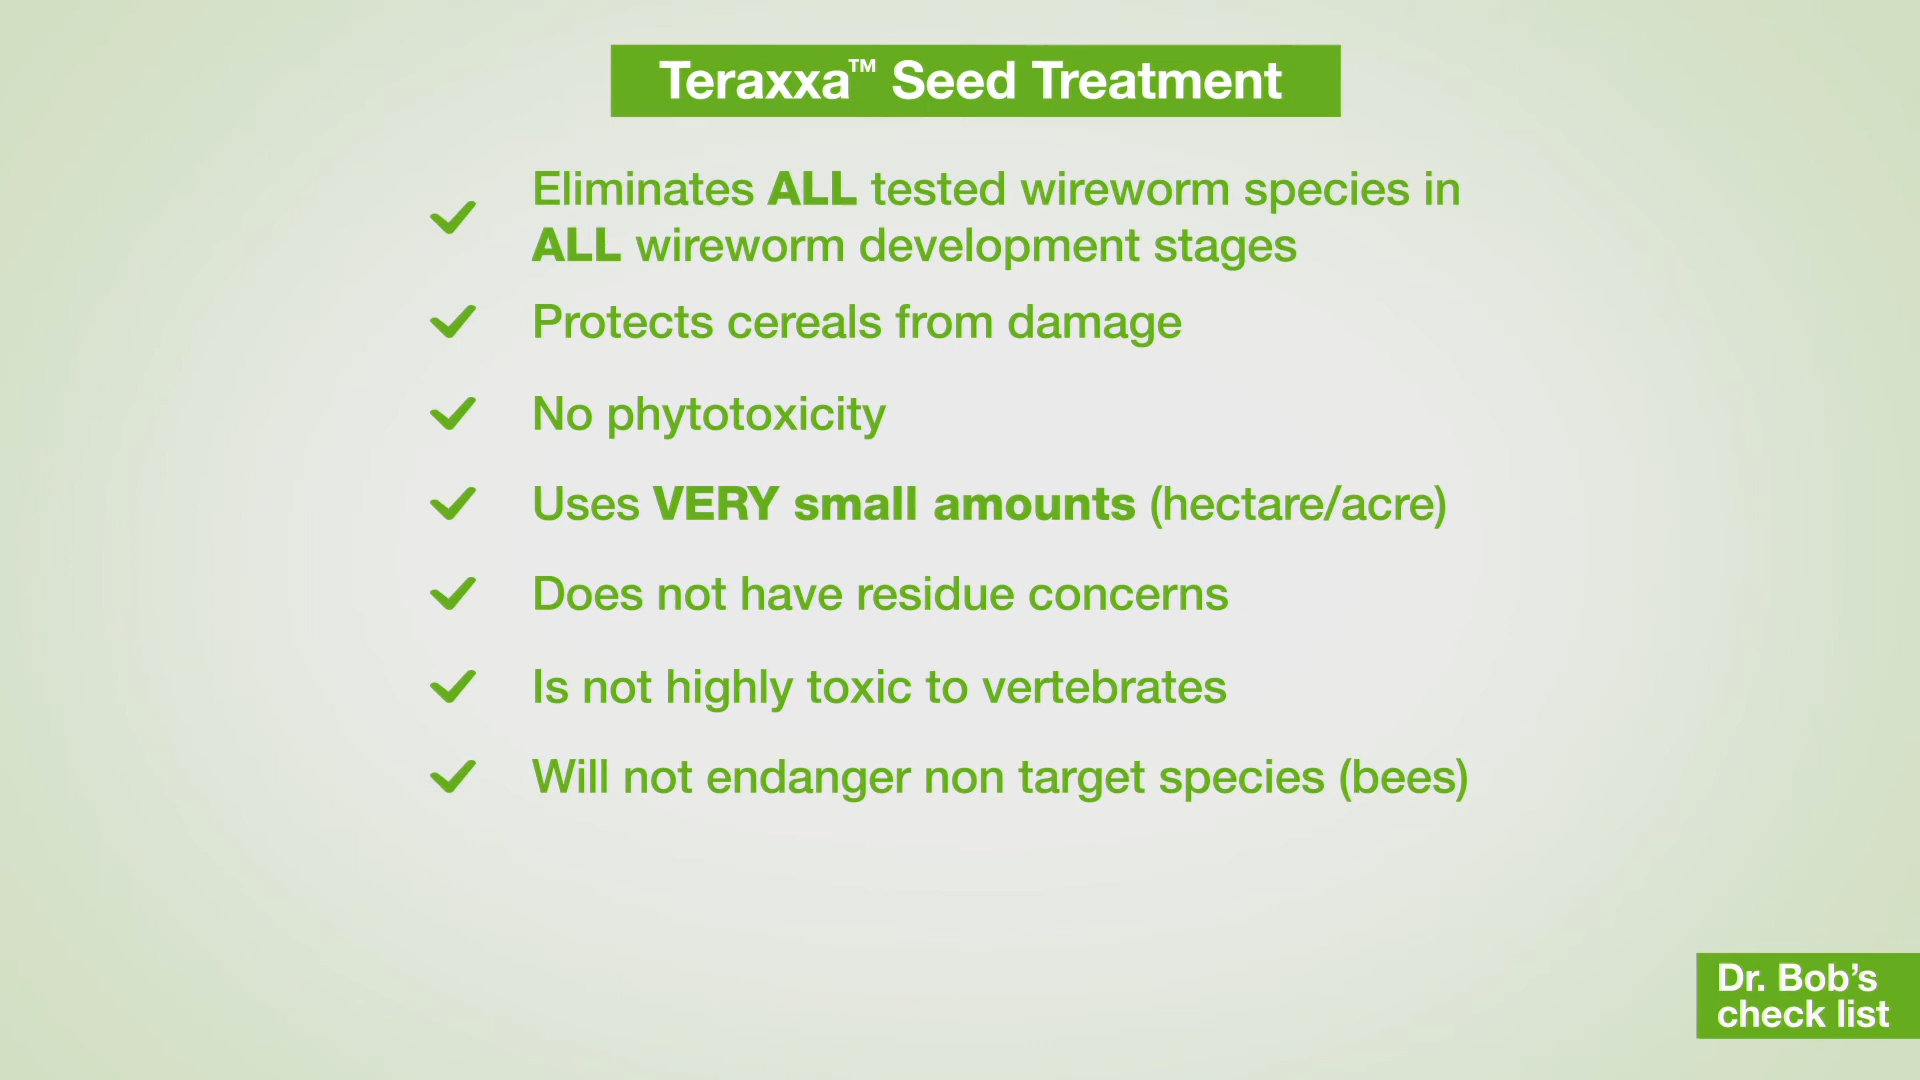 Teraxxa™ Seed Treatment
Eliminates ALL tested wireworm species in
ALL wireworm development stages
Protects cereals from damage
No phytotoxicity
Uses VERY small amounts (hectare/acre)
Does not have residue concerns
Is not highly toxic to vertebrates
Will not endanger non target species (bees)
Dr. Bob’s
check list